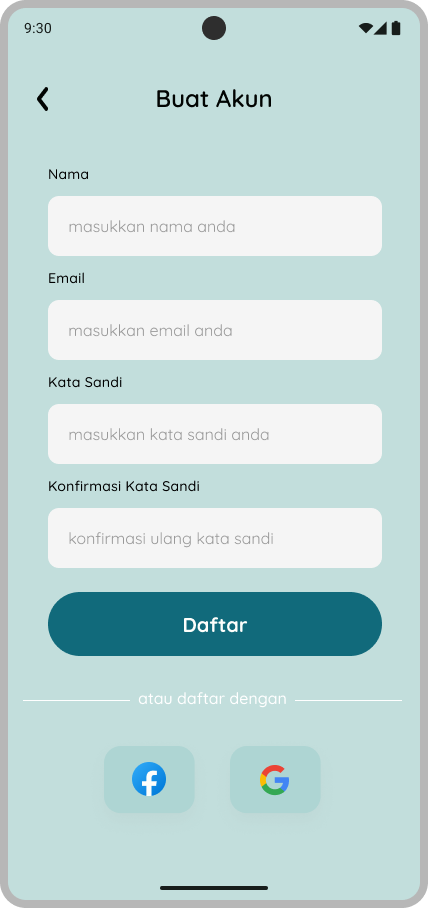 9:30
Buat Akun
Nama
masukkan nama anda
Email
masukkan email anda
Kata Sandi
masukkan kata sandi anda
Konfirmasi Kata Sandi
konfirmasi ulang kata sandi
Daftar
atau daftar dengan